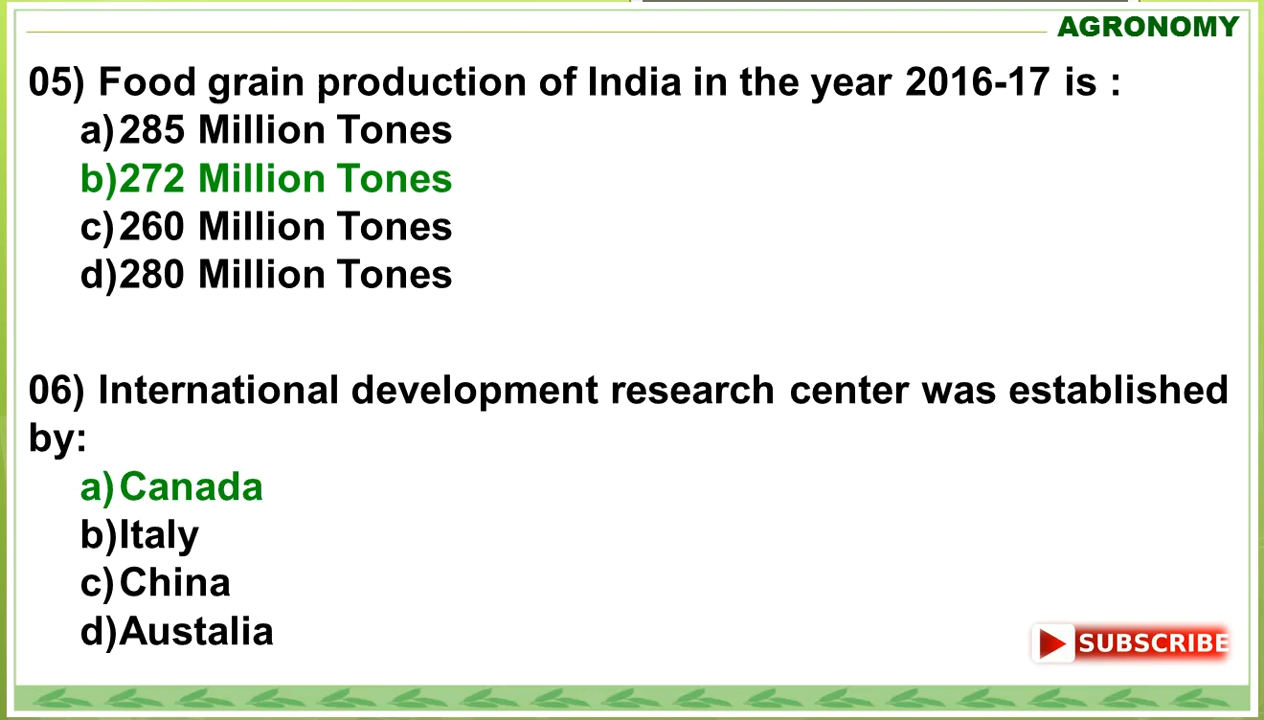 AGRONOMY
05) Food grain production of India in the year 2016-17 is :
a)285 Million Tones
b)272 Million Tones
c)260 Million Tones
d)280 Million Tones
06) International development research center was established
by:
a)Canada
b)Italy
c)China
d)Austalia
SUBSCRIBE